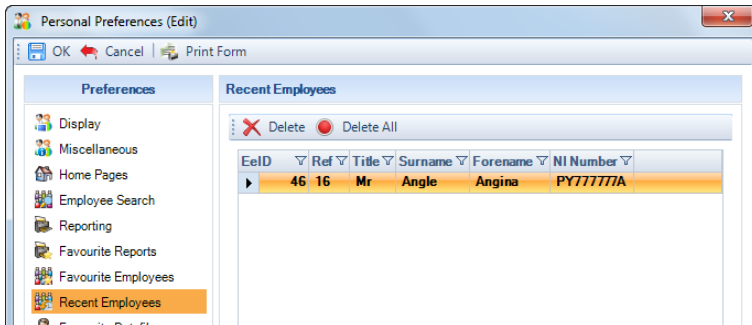 Personal Preferences (Edit)
OK Cancel Print Form
Preferences
Display
Miscellaneous
Home Pages
Employee Search
Reporting
Favourite Reports
Favourite Employees
Recent Employees
Recent Employees
Delete Delete All
EeID Ref Title Surname Forename NI Number
46 16 Mr Angle Angina PY777777A